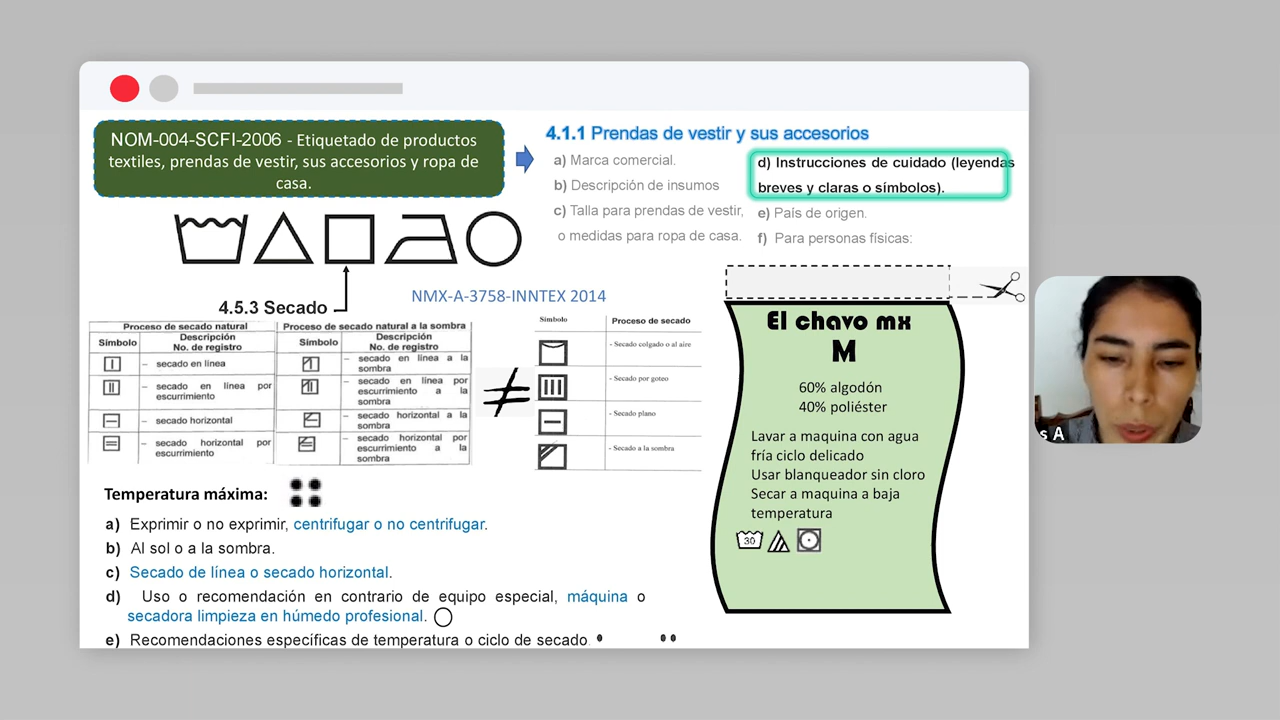 NOM-004-SCFI-2006 - Etiquetado de productos
textiles, prendas de vestir, sus accesorios y ropa de
casa.
4.1.1 Prendas de vestir y sus accesorios
a) Marca comercial.
b) Descripción de insumos
c) Talla para prendas de vestir,
o medidas para ropa de casa.
d) Instrucciones de cuidado (leyendas
breves y claras o símbolos).
e) País de origen.
f) Para personas físicas:
4.5.3 Secado
NMX-A-3758-INNTEX 2014
Proceso de secado natural
Símbolo
Descripción
No. de registro
– secado en línea
– secado en línea por
escurrimiento
– secado horizontal
– secado horizontal por
escurrimiento
Proceso de secado natural a la sombra
Símbolo
Descripción
No. de registro
– secado en línea a la
sombra
– secado en línea por
escurrimiento a la
sombra
– secado horizontal a la
sombra
– secado horizontal por
escurrimiento a la
sombra
≠
Símbolo
Proceso de secado
- Secado colgado o al aire
- Secado por goteo
- Secado plano
- Secado a la sombra
El chavo mx
M
60% algodón
40% poliéster
Lavar a maquina con agua
fría ciclo delicado
Usar blanqueador sin cloro
Secar a maquina a baja
temperatura
30
s A
Temperatura máxima:
a) Exprimir o no exprimir, centrifugar o no centrifugar.
b) Al sol o a la sombra.
c) Secado de línea o secado horizontal.
d) Uso o recomendación en contrario de equipo especial, máquina o
secadora limpieza en húmedo profesional.
e) Recomendaciones específicas de temperatura o ciclo de secado.